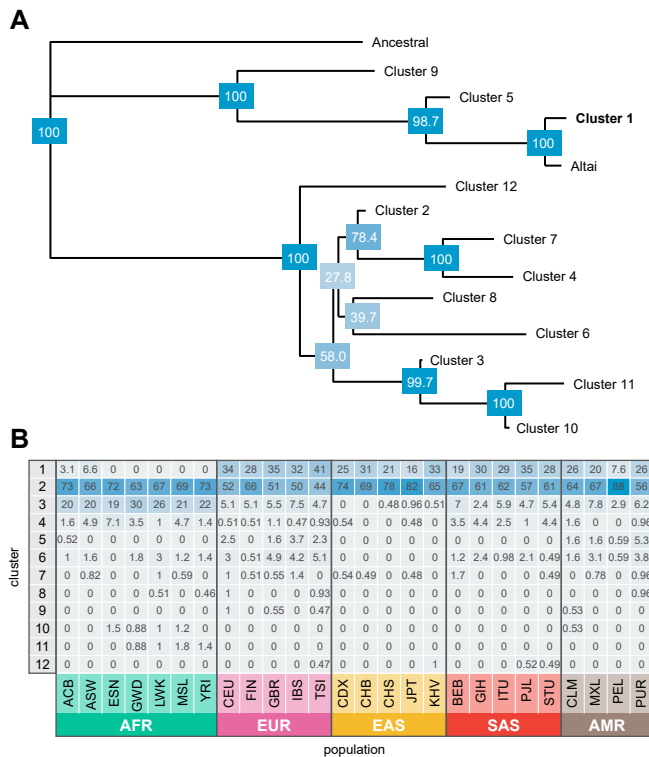 A
Ancestral
Cluster 9
Cluster 5
100
98.7
Cluster 1
100
100
Altai
Cluster 12
Cluster 2
78.4
Cluster 7
100
100
27.8
Cluster 4
Cluster 8
39.7
Cluster 6
58.0
Cluster 3
99.7
Cluster 11
100
Cluster 10
B
cluster
1 3.1 6.6 0 0 0 0 0 34 28 35 32 41 25 31 21 16 33 19 30 29 35 28 26 20 7.6 26
2 73 66 72 63 67 69 73 52 66 51 50 44 74 69 78 82 65 67 61 62 57 61 64 67 88 56
3 20 20 19 30 26 21 22 5.1 5.1 5.5 7.5 4.7 0 0 0.48 0.96 0.51 7 2.4 5.9 4.7 5.4 4.8 7.8 2.9 6.2
4 1.6 4.9 7.1 3.5 1 4.7 1.4 0.51 0.51 1.1 0.47 0.93 0.54 0 0 0.48 0 3.5 4.4 2.5 1 4.4 1.6 0 0 0.96
5 0.52 0 0 0 0 0 0 2.5 0 1.6 3.7 2.3 0 0 0 0 0 0 0 0 0 0 1.6 1.6 0.59 5.3
6 1 1.6 0 1.8 3 1.2 1.4 3 0.51 4.9 4.2 5.1 0 0 0 0 0 1.2 2.4 0.98 2.1 0.49 1.6 3.1 0.59 3.8
7 0 0.82 0 0 1 0.59 0 1 0.51 0.55 1.4 0 0.54 0.49 0 0.48 0 1.7 0 0 0 0.49 0 0.78 0 0.96
8 0 0 0 0 0.51 0 0.46 1 0 0 0 0.93 0 0 0 0 0 0 0 0 0 0 0 0 0 0.96
9 0 0 0 0 0 0 0 1 0 0.55 0 0.47 0 0 0 0 0 0 0 0 0 0 0.53 0 0 0
10 0 0 1.5 0.88 1 1.2 0 0 0 0 0 0 0 0 0 0 0 0 0 0 0 0 0.53 0 0 0
11 0 0 0 0.88 1 1.8 1.4 0 0 0 0 0 0 0 0 0 0 0 0 0 0 0 0 0 0 0
12 0 0 0 0 0 0 0 0 0 0 0 0.47 0 0 0 0 1 0 0 0 0.52 0.49 0 0 0 0
ACB ASW ESN GWD LWK MSL YRI CEU FIN GBR IBS TSI CDX CHB CHS JPT KHV BEB GIH ITU PJL STU CLM MXL PEL PUR
AFR EUR EAS SAS AMR
population